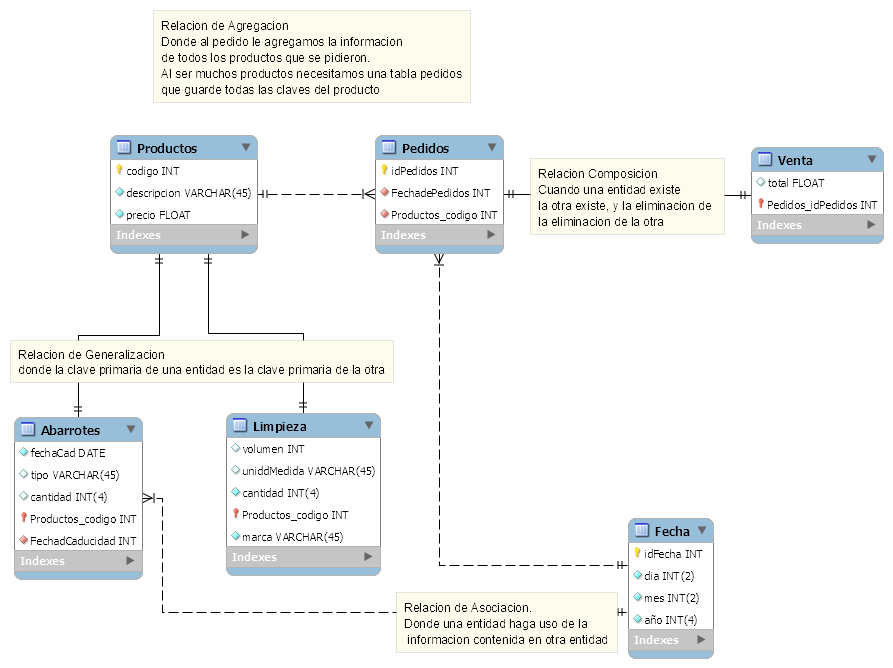 Relacion de Agregacion
Donde al pedido le agregamos la informacion
de todos los productos que se pidieron.
Al ser muchos productos necesitamos una tabla pedidos
que guarde todas las claves del producto
Productos
codigo INT
descripcion VARCHAR(45)
precio FLOAT
Indexes
Pedidos
idPedidos INT
FechadePedidos INT
Productos_codigo INT
Indexes
Relacion Composicion
Cuando una entidad existe
la otra existe, y la eliminacion de
la eliminacion de la otra
Venta
total FLOAT
Pedidos_idPedidos INT
Indexes
Relacion de Generalizacion
donde la clave primaria de una entidad es la clave primaria de la otra
Abarrotes
fechaCad DATE
tipo VARCHAR(45)
cantidad INT(4)
Productos_codigo INT
FechadCaducidad INT
Indexes
Limpieza
volumen INT
uniddMedida VARCHAR(45)
cantidad INT(4)
Productos_codigo INT
marca VARCHAR(45)
Indexes
Fecha
idFecha INT
dia INT(2)
mes INT(2)
año INT(4)
Indexes
Relacion de Asociacion.
Donde una entidad haga uso de la
informacion contenida en otra entidad